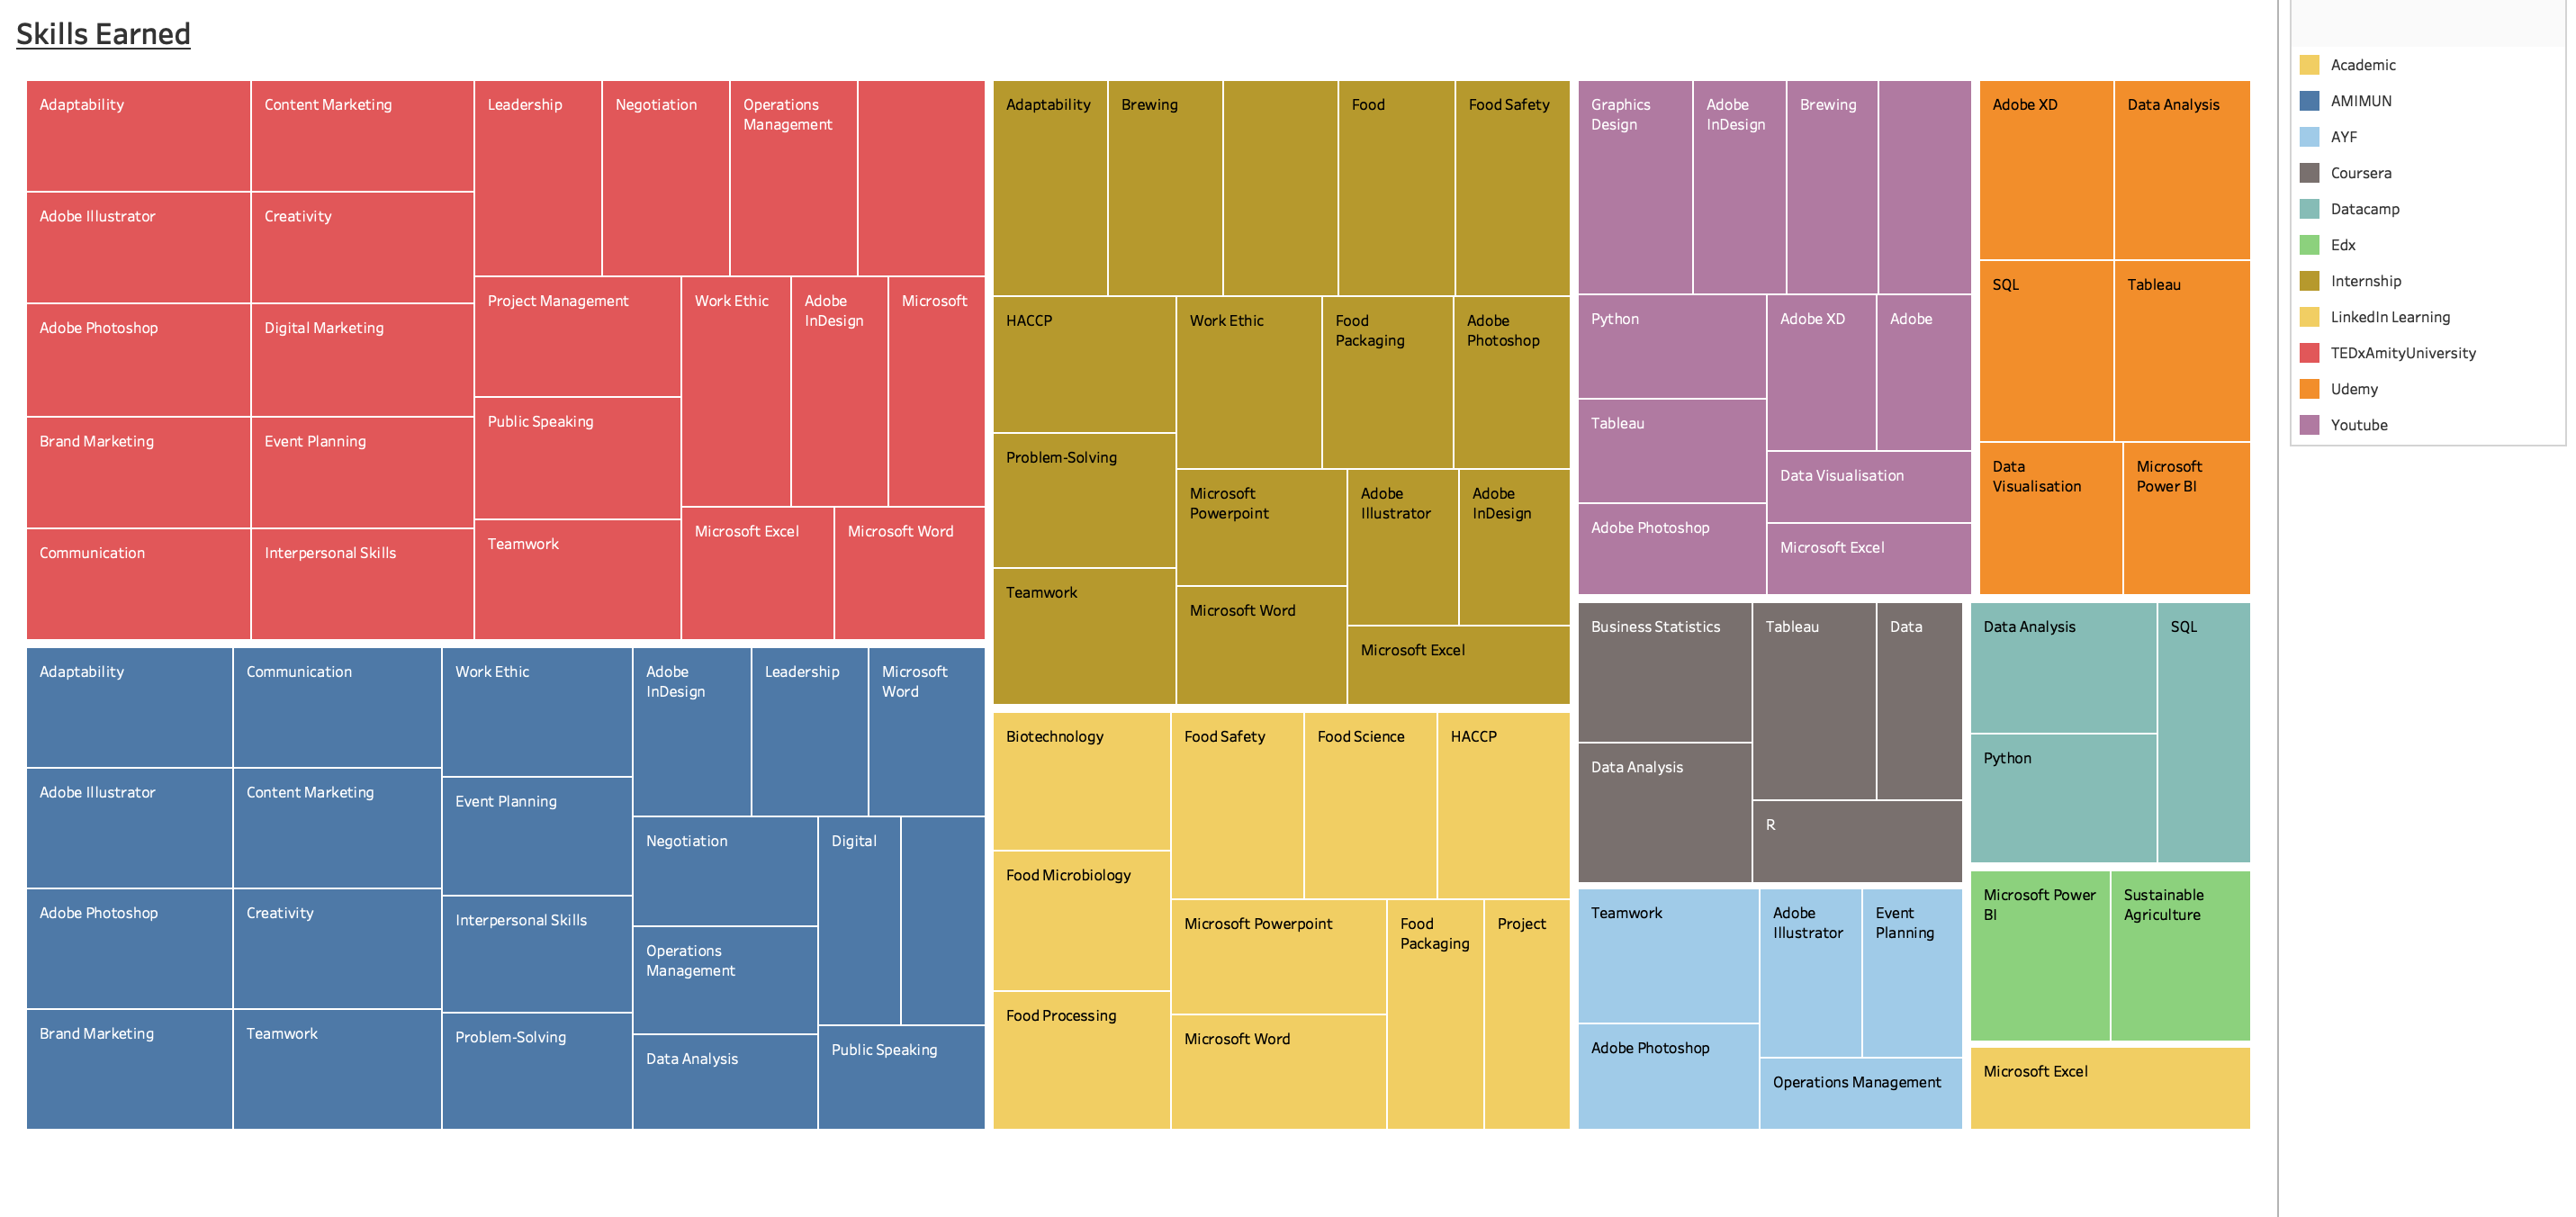 Skills Earned
Adaptability
Content Marketing
Leadership
Negotiation
Operations
Management
Adobe Illustrator
Creativity
Adobe Photoshop
Digital Marketing
Project Management
Work Ethic
Adobe
InDesign
Microsoft
Brand Marketing
Event Planning
Public Speaking
Communication
Interpersonal Skills
Teamwork
Microsoft Excel
Microsoft Word
Adaptability
Communication
Work Ethic
Adobe
InDesign
Leadership
Microsoft
Word
Adobe Illustrator
Content Marketing
Event Planning
Negotiation
Digital
Adobe Photoshop
Creativity
Interpersonal Skills
Operations
Management
Brand Marketing
Teamwork
Problem-Solving
Data Analysis
Public Speaking
Adaptability
Brewing
Food
Food Safety
HACCP
Work Ethic
Food
Packaging
Adobe
Photoshop
Problem-Solving
Microsoft
Powerpoint
Adobe
Illustrator
Adobe
InDesign
Teamwork
Microsoft Word
Microsoft Excel
Biotechnology
Food Safety
Food Science
HACCP
Food Microbiology
Microsoft Powerpoint
Food
Packaging
Project
Food Processing
Microsoft Word
Graphics
Design
Adobe
InDesign
Brewing
Python
Adobe XD
Adobe
Tableau
Data Visualisation
Adobe Photoshop
Microsoft Excel
Adobe XD
Data Analysis
SQL
Tableau
Data
Visualisation
Microsoft
Power BI
Business Statistics
Tableau
Data
Data Analysis
R
Data Analysis
SQL
Python
Teamwork
Adobe
Illustrator
Event
Planning
Adobe Photoshop
Operations Management
Microsoft Power
BI
Sustainable
Agriculture
Microsoft Excel
Academic
AMIMUN
AYF
Coursera
Datacamp
Edx
Internship
LinkedIn Learning
TEDxAmityUniversity
Udemy
Youtube